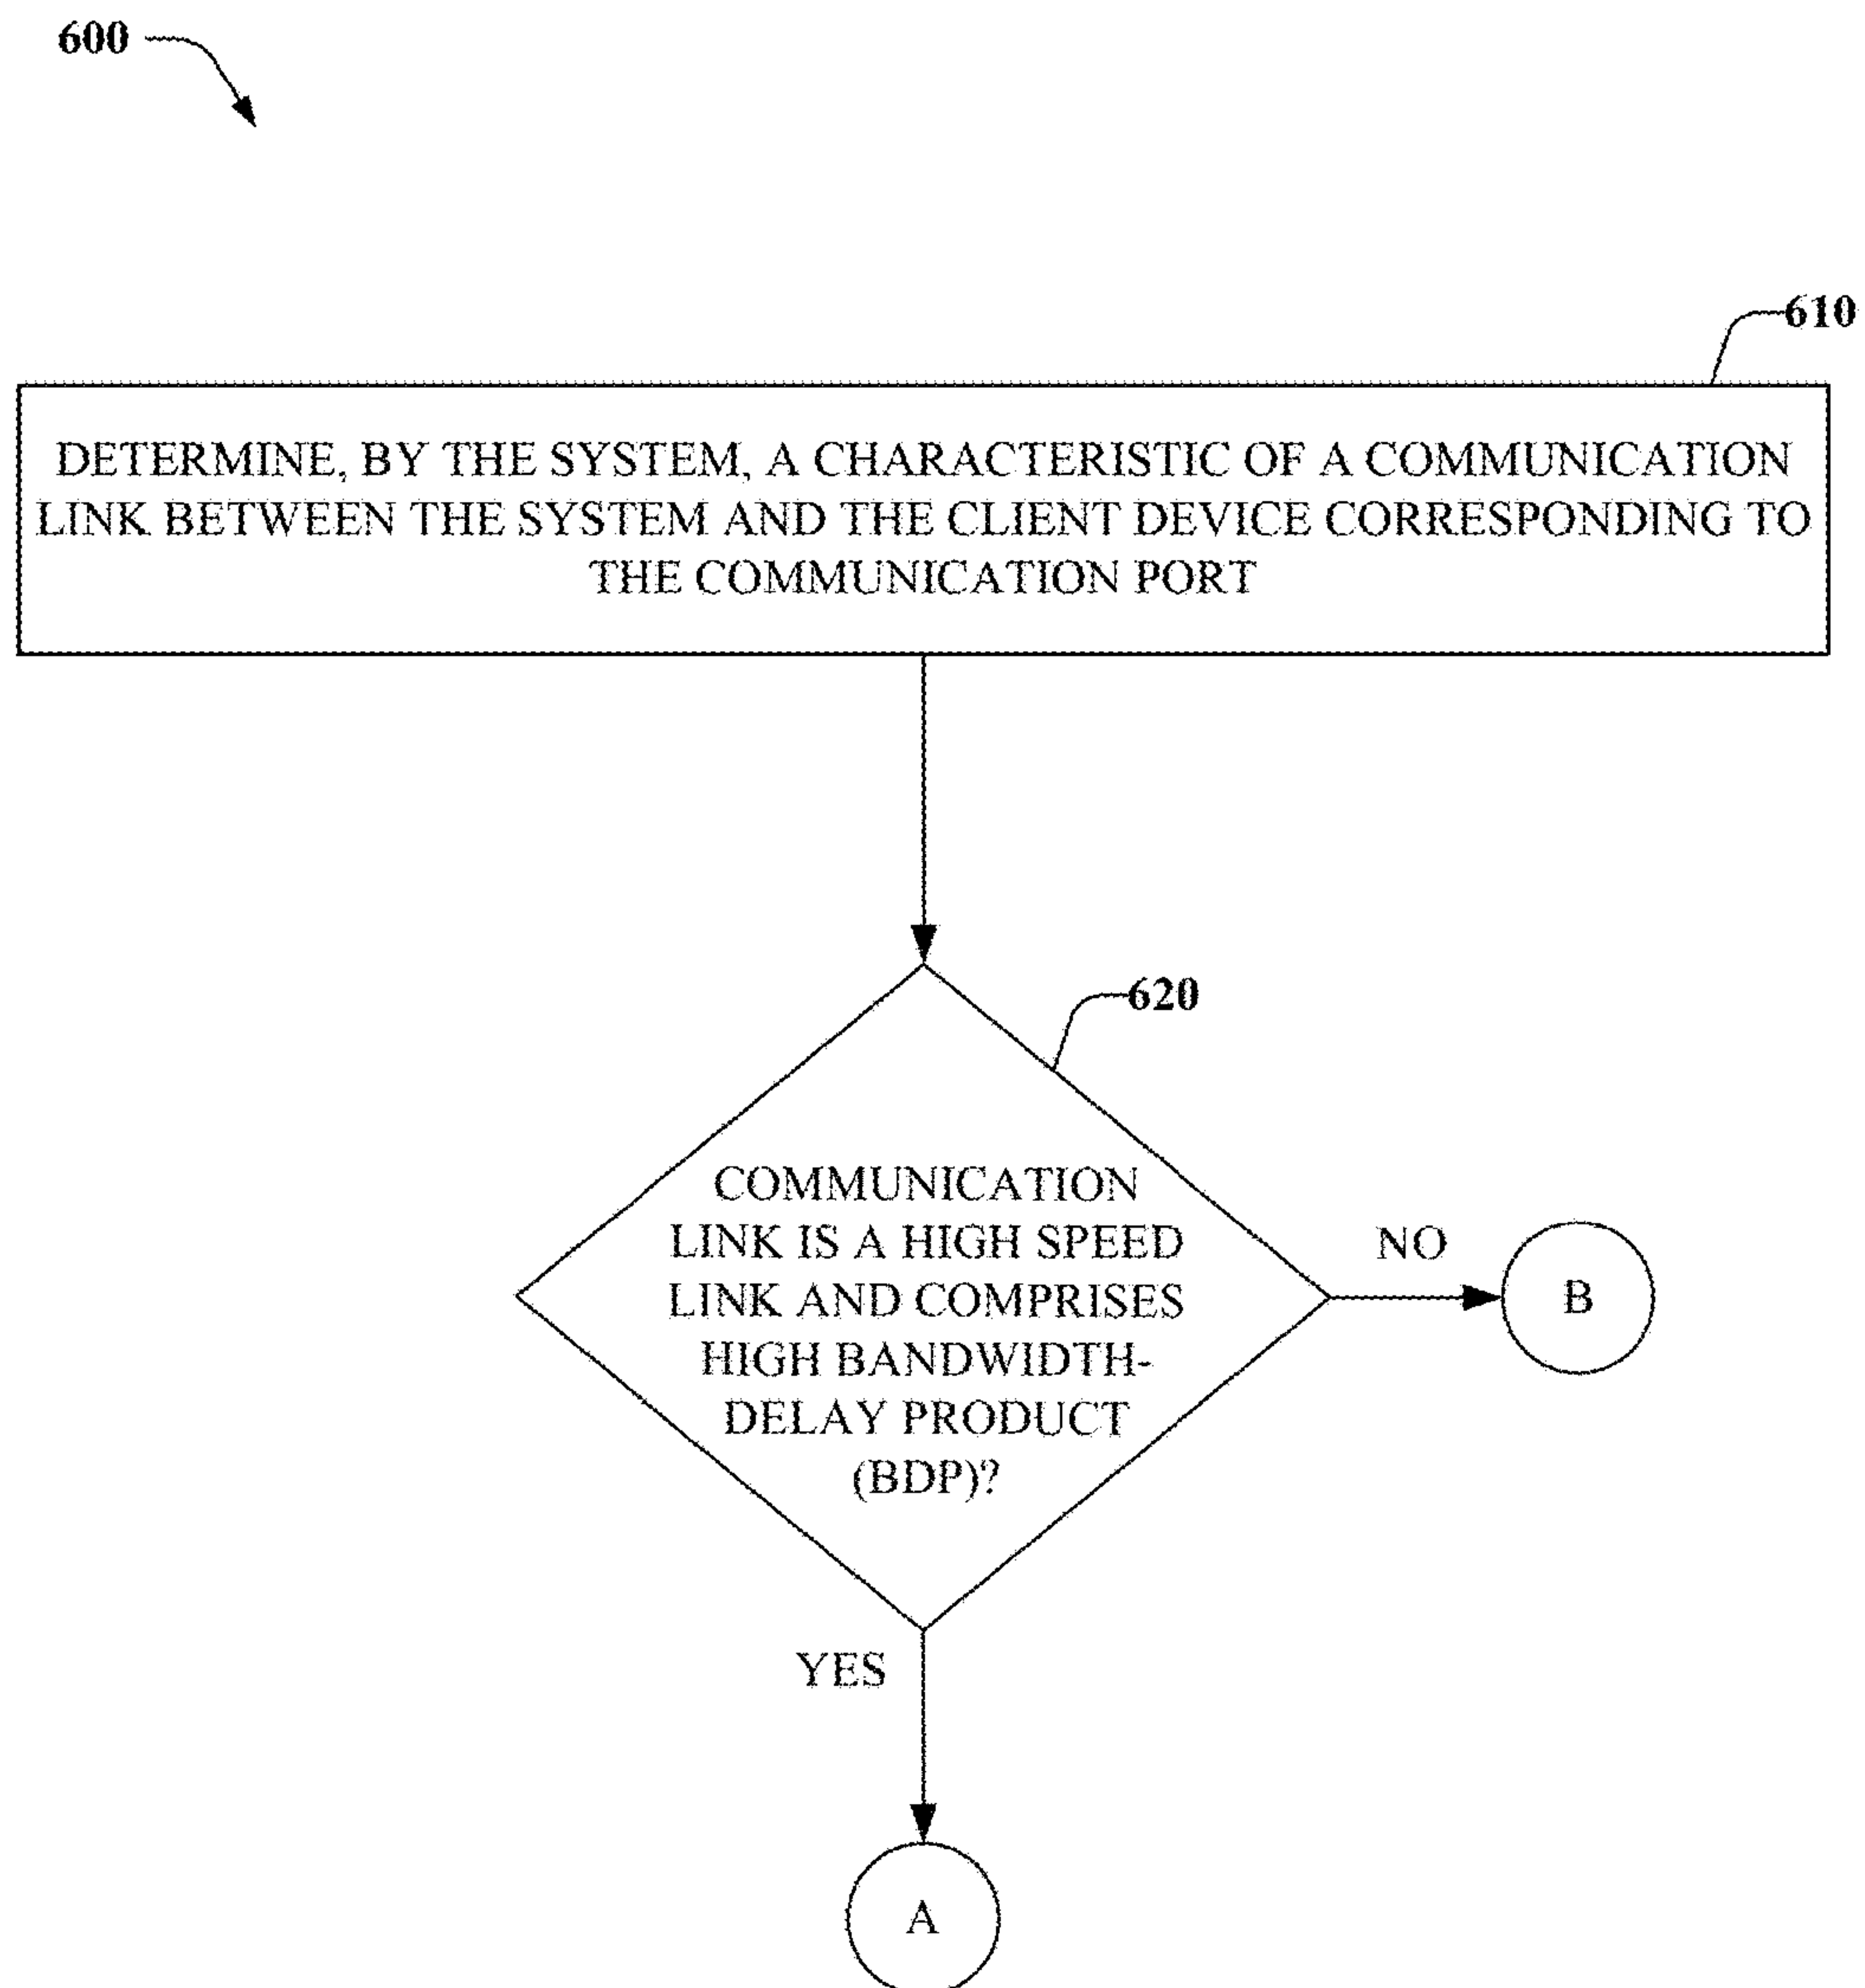 600
610
DETERMINE, BY THE SYSTEM, A CHARACTERISTIC OF A COMMUNICATION
LINK BETWEEN THE SYSTEM AND THE CLIENT DEVICE CORRESPONDING TO
THE COMMUNICATION PORT
620
COMMUNICATION
LINK IS A HIGH SPEED
LINK AND COMPRISES
HIGH BANDWIDTH-
DELAY PRODUCT
(BDP)?
NO
B
YES
A